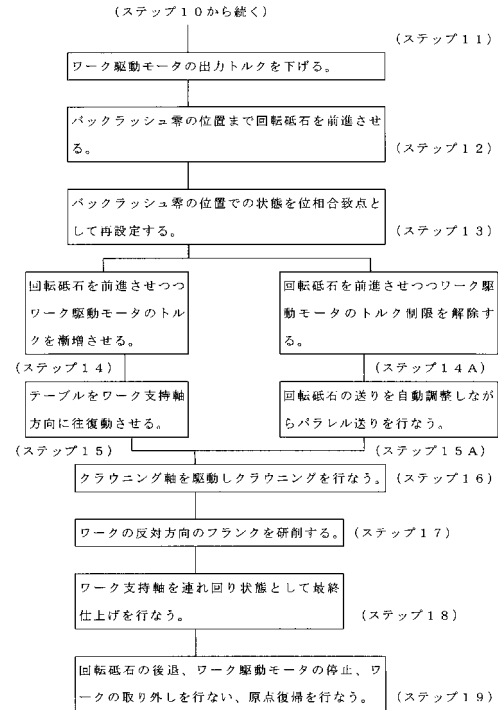 (ステップ10から続く)
(ステップ11)
ワーク駆動モータの出力トルクを下げる。
バックラッシュ零の位置まで回転砥石を前進させ
る。
(ステップ12)
バックラッシュ零の位置での状態を位相合致点と
して再設定する。
(ステップ13)
回転砥石を前進させつつ
ワーク駆動モータのトル
クを漸増させる。
(ステップ14)
回転砥石を前進させつつワーク駆
動モータのトルク制限を解除す
る。
(ステップ14A)
テーブルをワーク支持軸
方向に往復動させる。
(ステップ15)
回転砥石の送りを自動調整しなが
らパラレル送りを行なう。
(ステップ15A)
クラウニング軸を駆動しクラウニングを行なう。
(ステップ16)
ワークの反対方向のフランクを研削する。
(ステップ17)
ワーク支持軸を連れ回り状態として最終
仕上げを行なう。
(ステップ18)
回転砥石の後退、ワーク駆動モータの停止、ワ
ークの取り外しを行ない、原点復帰を行なう。
(ステップ19)